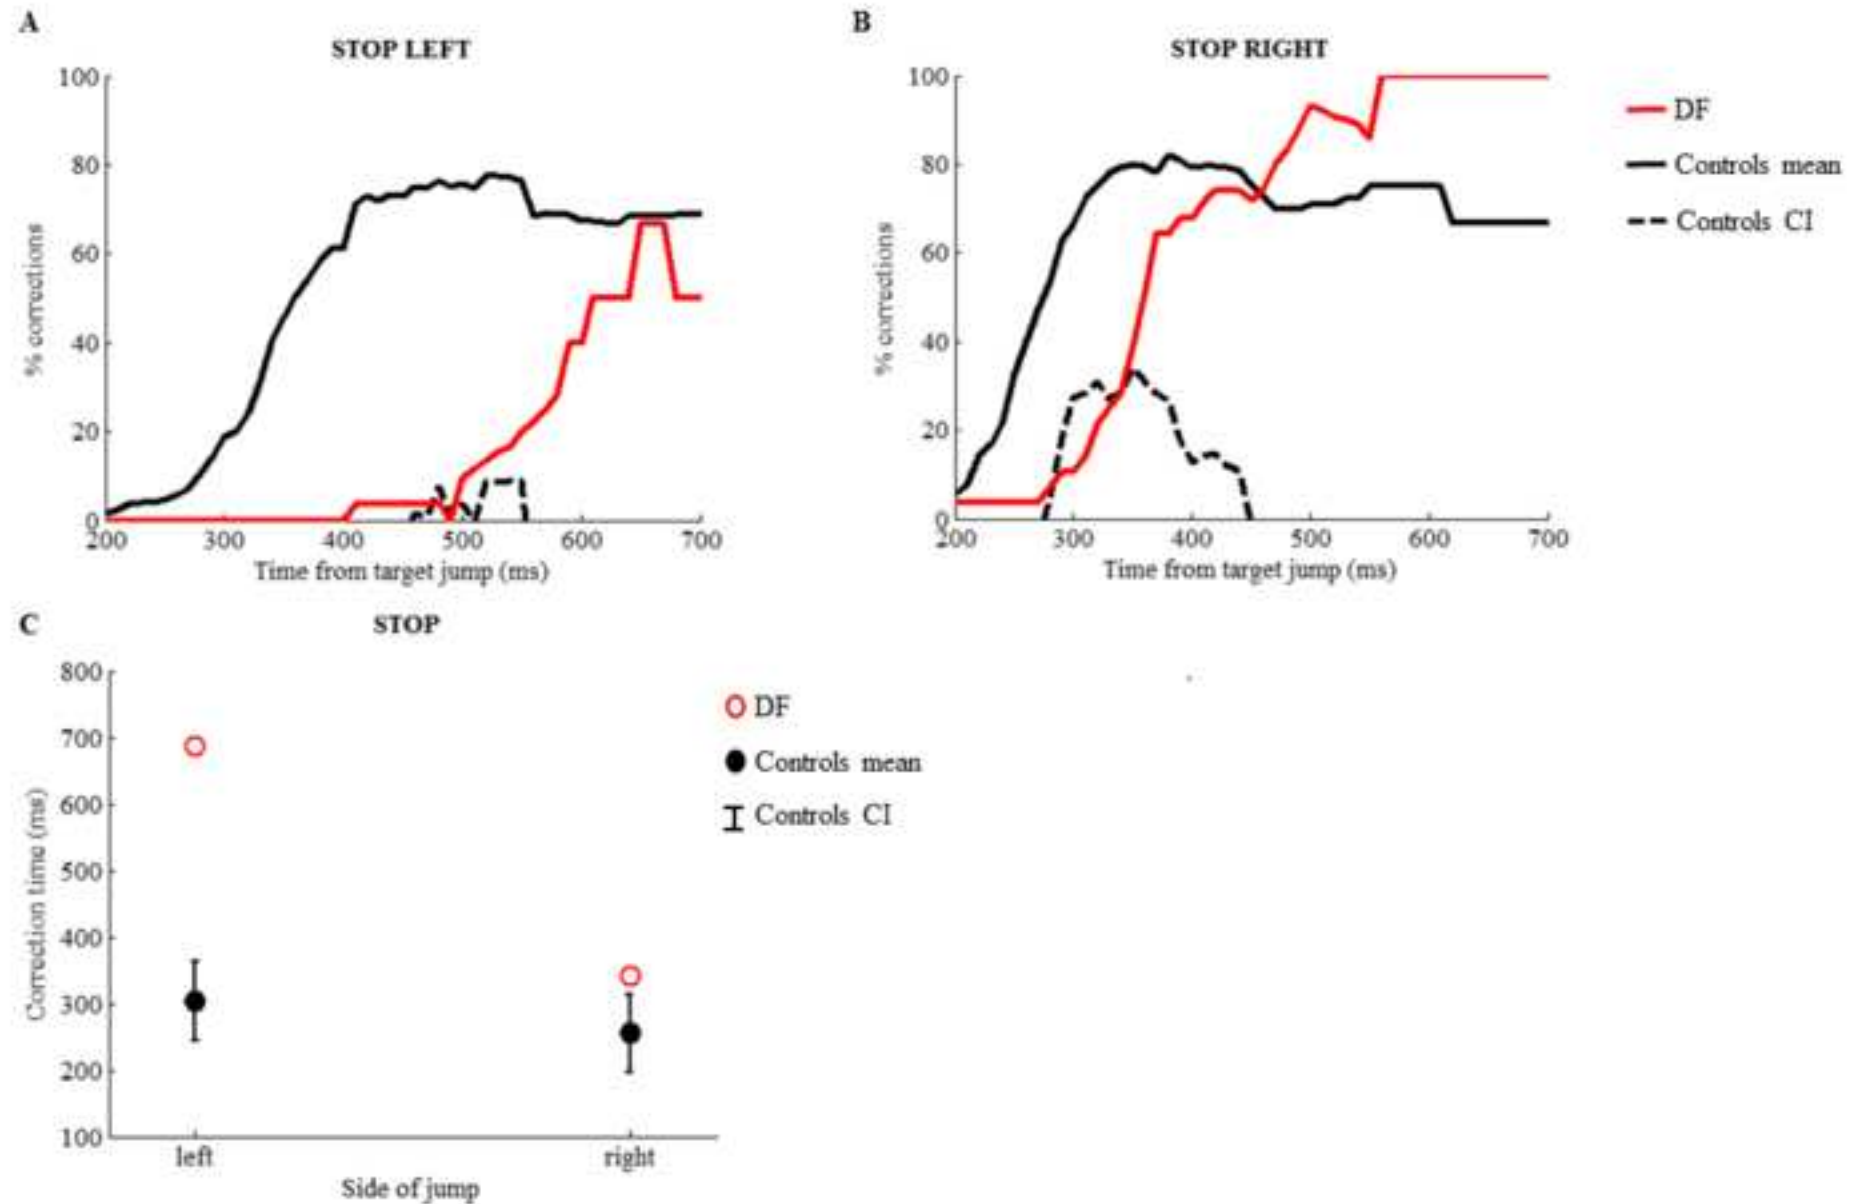 A
STOP LEFT
100
80
60
40
20
0
% corrections
200 300 400 500 600 700
Time from target jump (ms)
B
STOP RIGHT
100
80
60
40
20
0
% corrections
200 300 400 500 600 700
Time from target jump (ms)
DF
Controls mean
Controls CI
C
STOP
800
700
600
500
400
300
200
100
Correction time (ms)
left right
Side of jump
DF
Controls mean
Controls CI